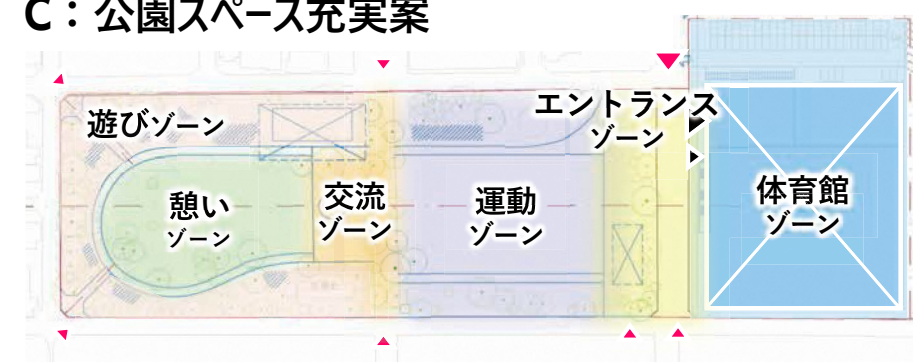 C：公園スペース充実案
遊びゾーン
エントランス
ゾーン
憩い
ゾーン
交流
ゾーン
運動
ゾーン
体育館
ゾーン